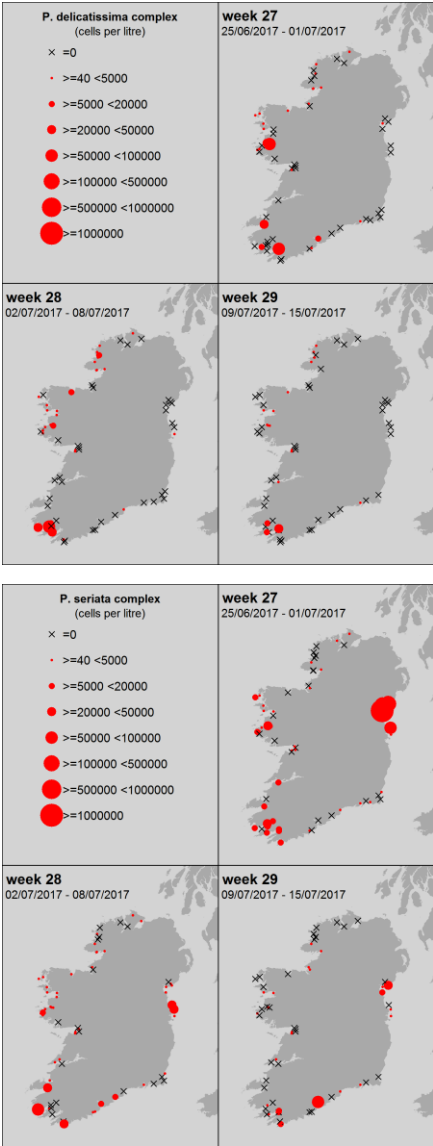 P. delicatissima complex
(cells per litre)
=0
>=40 <5000
>=5000 <20000
>=20000 <50000
>=50000 <100000
>=100000 <500000
>=500000 <1000000
>=1000000
week 27
25/06/2017 - 01/07/2017
week 28
02/07/2017 - 08/07/2017
week 29
09/07/2017 - 15/07/2017
P. seriata complex
(cells per litre)
=0
>=40 <5000
>=5000 <20000
>=20000 <50000
>=50000 <100000
>=100000 <500000
>=500000 <1000000
>=1000000
week 27
25/06/2017 - 01/07/2017
week 28
02/07/2017 - 08/07/2017
week 29
09/07/2017 - 15/07/2017